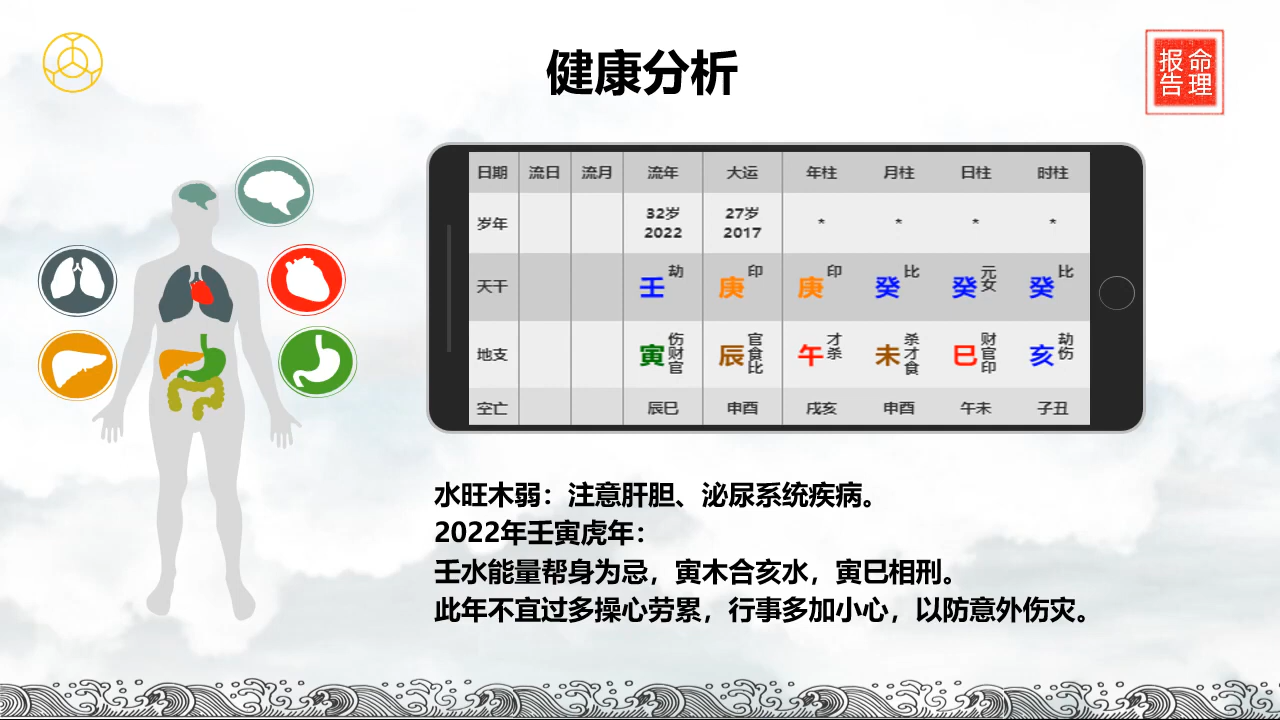 健康分析
命理
报告
日期 流日 流月 流年 大运 年柱 月柱 日柱 时柱
岁年 32岁 27岁 * * * *
2022 2017
天干 壬 劫 庚 印 庚 印 癸 比 癸 元女 癸 比
地支 寅 伤财官 辰 官食比 午 才杀 未 杀才食 巳 财官印 亥 劫伤
空亡 辰巳 申酉 戌亥 申酉 午未 子丑
水旺木弱：注意肝胆、泌尿系统疾病。
2022年壬寅虎年：
壬水能量帮身为忌，寅木合亥水，寅巳相刑。
此年不宜过多操心劳累，行事多加小心，以防意外伤灾。